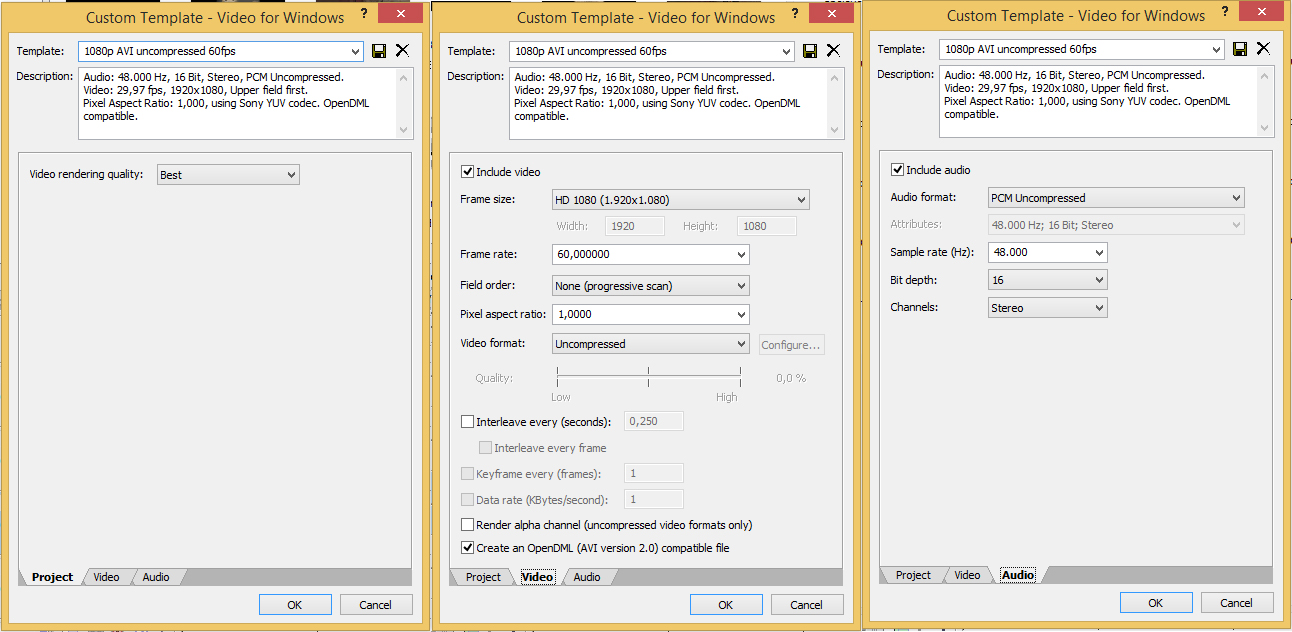 Custom Template - Video for Windows ?
Template: 1080p AVI uncompressed 60fps
Description: Audio: 48.000 Hz, 16 Bit, Stereo, PCM Uncompressed.
Video: 29,97 fps, 1920x1080, Upper field first.
Pixel Aspect Ratio: 1,000, using Sony YUV codec. OpenDML
compatible.
Video rendering quality: Best
Project Video Audio
OK Cancel
Custom Template - Video for Windows ?
Template: 1080p AVI uncompressed 60fps
Description: Audio: 48.000 Hz, 16 Bit, Stereo, PCM Uncompressed.
Video: 29,97 fps, 1920x1080, Upper field first.
Pixel Aspect Ratio: 1,000, using Sony YUV codec. OpenDML
compatible.
Include video
Frame size: HD 1080 (1.920x1.080)
Width: 1920 Height: 1080
Frame rate: 60,000000
Field order: None (progressive scan)
Pixel aspect ratio: 1,0000
Video format: Uncompressed Configure...
Quality: 0,0 %
Low High
Interleave every (seconds): 0,250
Interleave every frame
Keyframe every (frames): 1
Data rate (KBytes/second): 1
Render alpha channel (uncompressed video formats only)
Create an OpenDML (AVI version 2.0) compatible file
Project Video Audio
OK Cancel
Custom Template - Video for Windows ?
Template: 1080p AVI uncompressed 60fps
Description: Audio: 48.000 Hz, 16 Bit, Stereo, PCM Uncompressed.
Video: 29,97 fps, 1920x1080, Upper field first.
Pixel Aspect Ratio: 1,000, using Sony YUV codec. OpenDML
compatible.
Include audio
Audio format: PCM Uncompressed
Attributes: 48.000 Hz; 16 Bit; Stereo
Sample rate (Hz): 48.000
Bit depth: 16
Channels: Stereo
Project Video Audio
OK Cancel